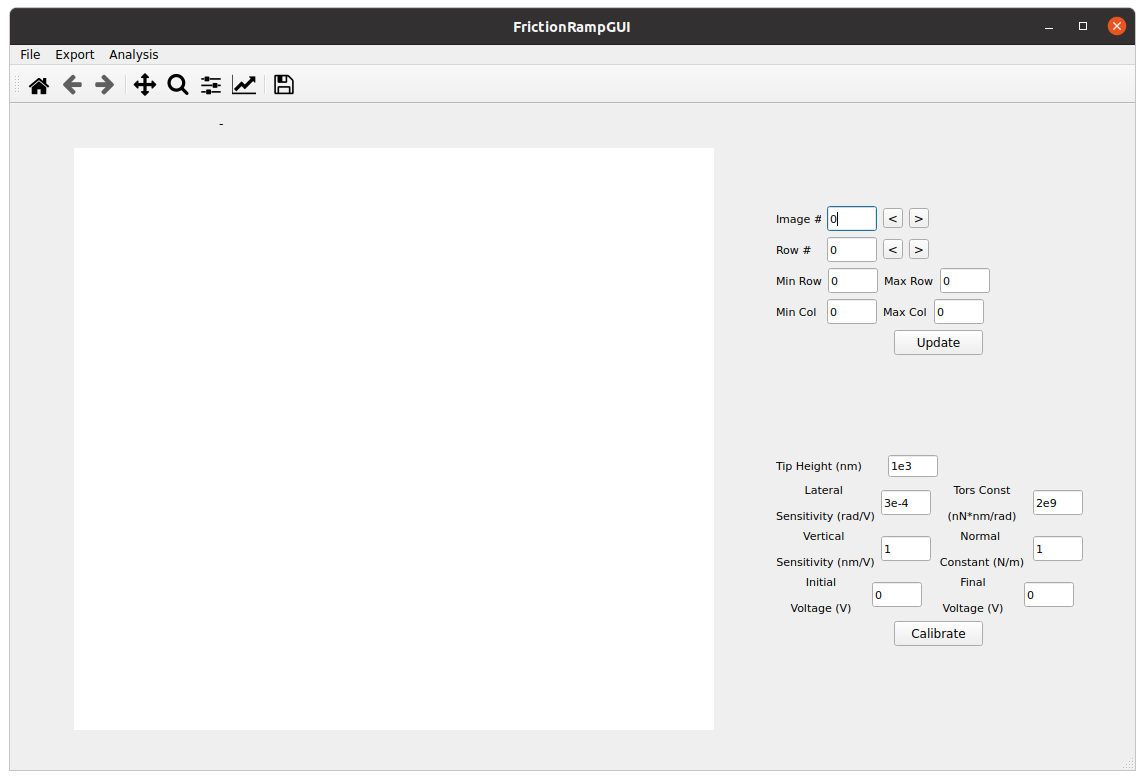 FrictionRampGUI
File Export Analysis
-
Image # 0 < >
Row # 0 < >
Min Row 0 Max Row 0
Min Col 0 Max Col 0
Update
Tip Height (nm) 1e3
Lateral Sensitivity (rad/V) 3e-4 Tors Const (nN*nm/rad) 2e9
Vertical Sensitivity (nm/V) 1 Normal Constant (N/m) 1
Initial Voltage (V) 0 Final Voltage (V) 0
Calibrate